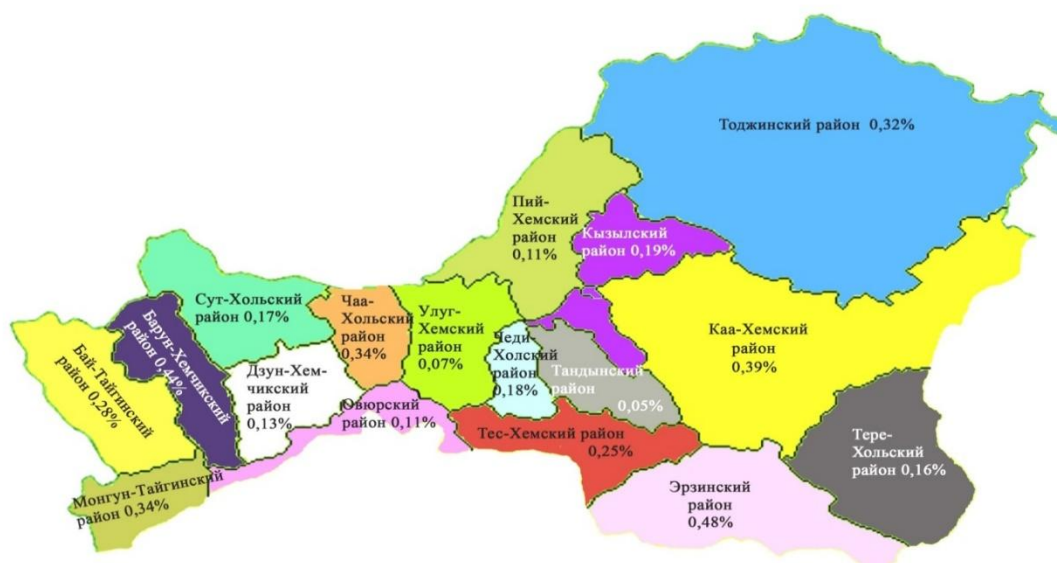 Тоджинский район 0,32%
Пий-
Хемский
район
0,11%
Кызылский
район 0,19%
Сут-Хольский
район 0,17%
Чаа-
Хольский
район
0,34%
Улуг-
Хемский
район
0,07%
Каа-Хемский
район
0,39%
Барун-Хемчикский
район 0,44%
Бай-Тайгинский
район 0,28%
Дзун-Хем-
чикский
район
0,13%
Чеди-
Холский
район
0,18%
Тандынский
район
0,05%
Овюрский
район 0,11%
Тес-Хемский район
0,25%
Тере-
Хольский
район 0,16%
Монгун-Тайгинский
район 0,34%
Эрзинский
район
0,48%